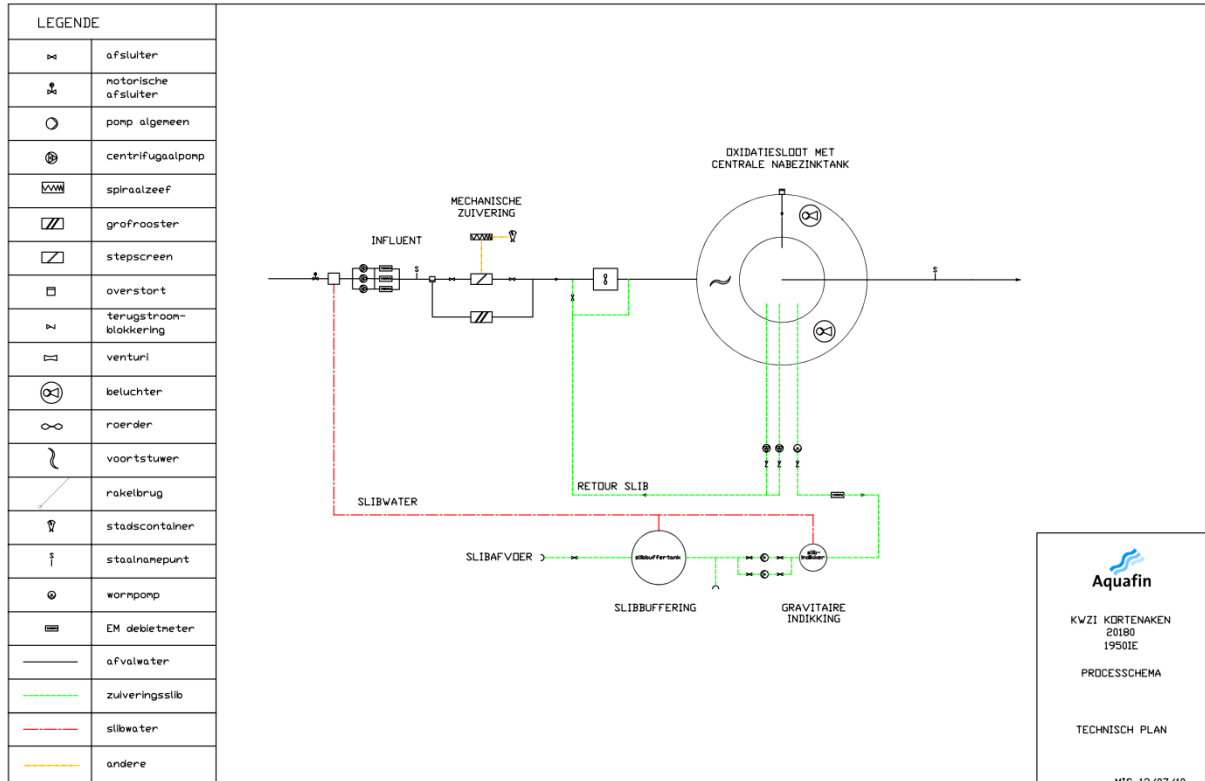 LEGENDE
afsluiter
motorische
afsluiter
pomp algemeen
centrifugaalpomp
spiraalzeef
grofrooster
stepscreen
overstort
terugstroom-
blokkering
venturi
beluchter
roerder
voortstuwer
rakelbrug
stadscontainer
S
staalnamepunt
wormpomp
EM debietmeter
afvalwater
zuiveringsslib
slibwater
andere
OXIDATIESLOOT MET
CENTRALE NABEZINKTANK
MECHANISCHE
ZUIVERING
INFLUENT
S
S
RETOUR SLIB
SLIBWATER
SLIBAFVOER
slibbuffertank
slib-
indikker
SLIBBUFFERING
GRAVITAIRE
INDIKKING
Aquafin
KWZI KORTENAKEN
20180
1950IE
PROCESSCHEMA
TECHNISCH PLAN